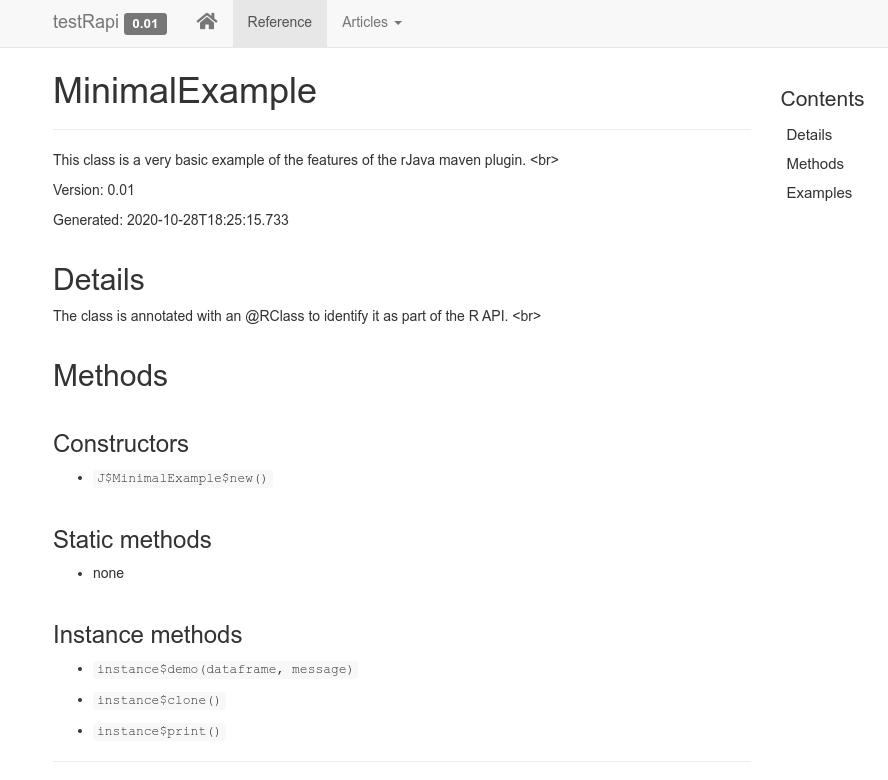 testRapi 0.01 Reference Articles
MinimalExample
This class is a very basic example of the features of the rJava maven plugin. <br>
Version: 0.01
Generated: 2020-10-28T18:25:15.733
Details
The class is annotated with an @RClass to identify it as part of the R API. <br>
Methods
Constructors
J$MinimalExample$new()
Static methods
none
Instance methods
instance$demo(dataframe, message)
instance$clone()
instance$print()
Contents
Details
Methods
Examples